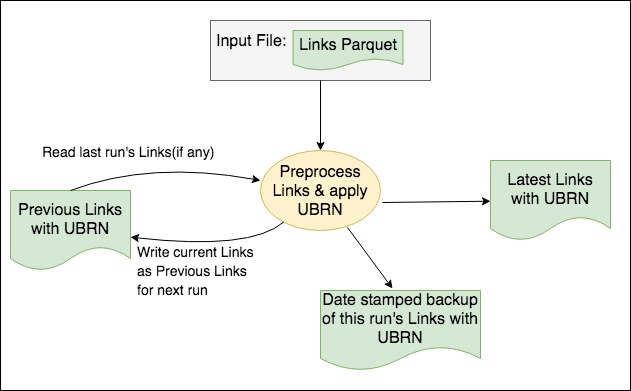 Input File:
Links Parquet
Read last run's Links(if any)
Preprocess
Links & apply
UBRN
Latest Links
with UBRN
Previous Links
with UBRN
Write current Links
as Previous Links
for next run
Date stamped backup
of this run's Links with
UBRN